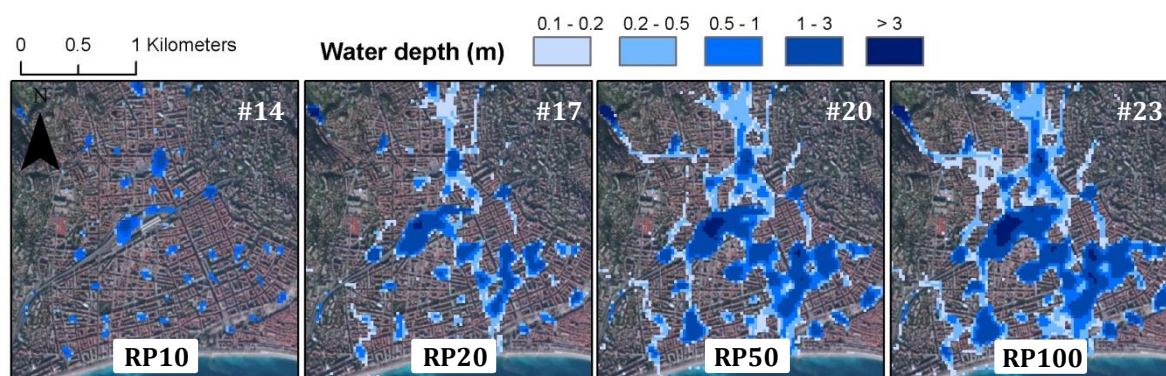 0 0.5 1 Kilometers
Water depth (m)
0.1 - 0.2 0.2 - 0.5 0.5 - 1 1 - 3 > 3
N
#14 #17 #20 #23
RP10 RP20 RP50 RP100